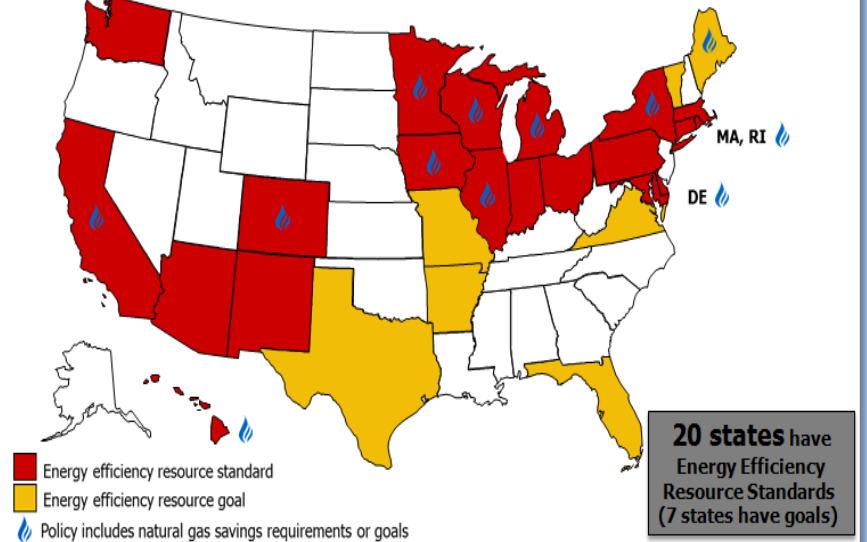 MA, RI
DE
20 states have
Energy Efficiency
Resource Standards
(7 states have goals)
Energy efficiency resource standard
Energy efficiency resource goal
Policy includes natural gas savings requirements or goals